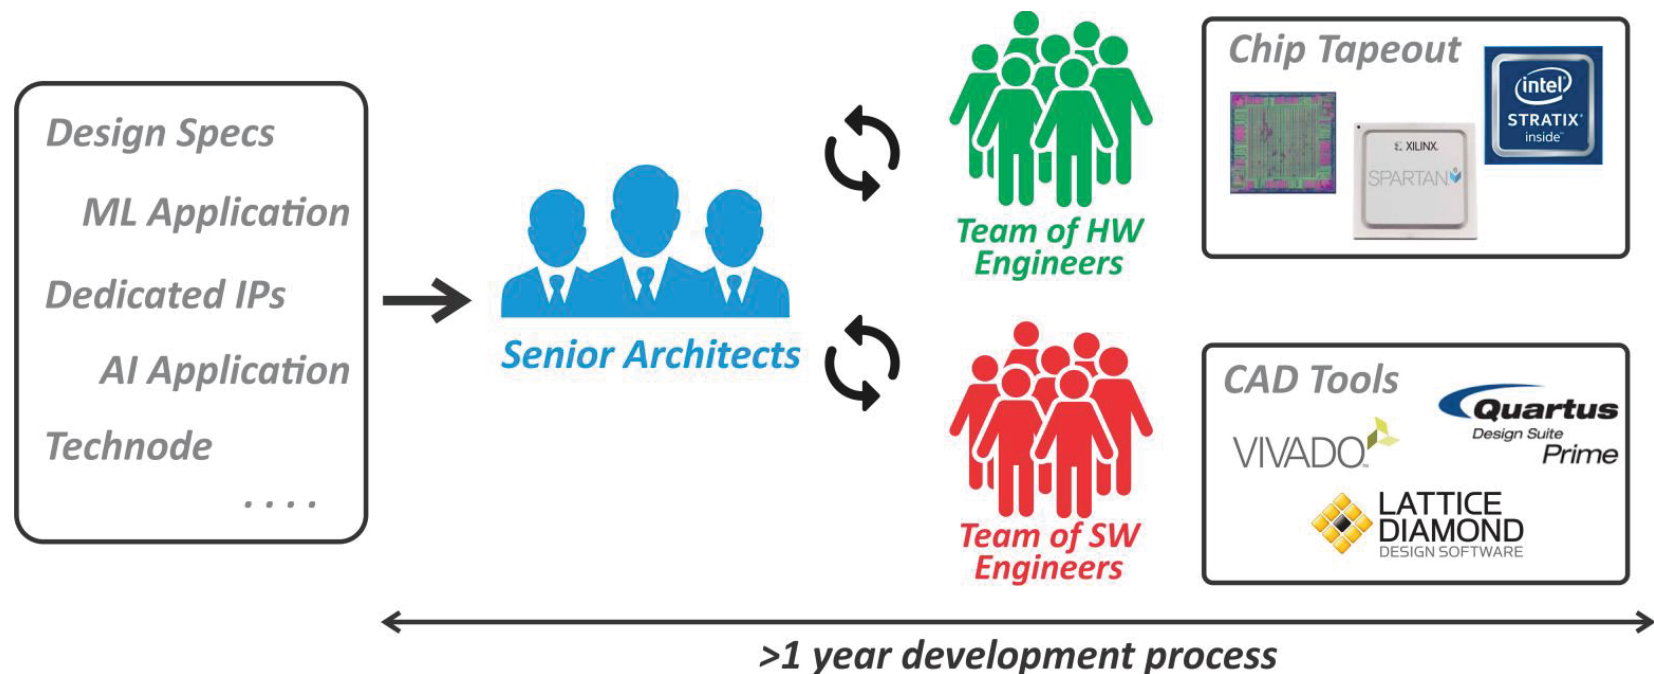 Design Specs
ML Application
Dedicated IPs
AI Application
Technode
. . . .
Senior Architects
Team of HW
Engineers
Team of SW
Engineers
Chip Tapeout
XILINX
SPARTAN
intel
STRATIX
inside™
CAD Tools
VIVADO
Quartus
Design Suite
Prime
LATTICE
DIAMOND
DESIGN SOFTWARE
>1 year development process